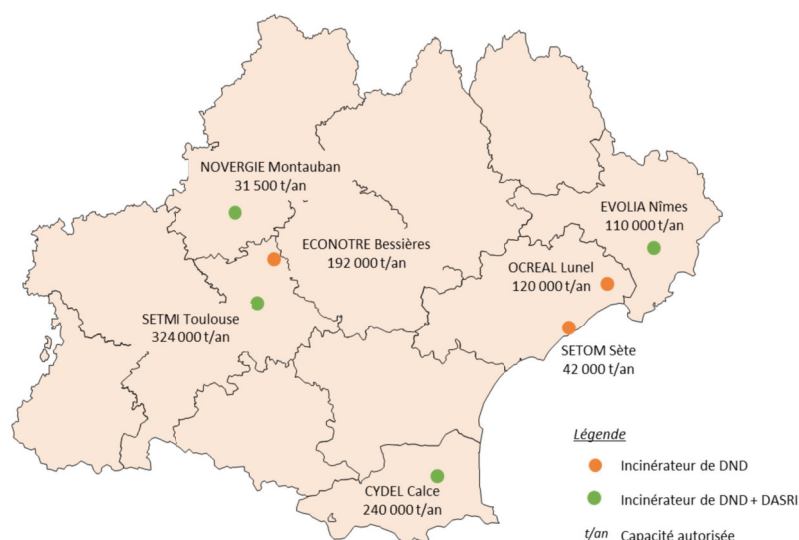 NOVERGIE Montauban
31 500 t/an
EVOLIA Nîmes
110 000 t/an
ECONOTRE Bessières
192 000 t/an
OCREAL Lunel
120 000 t/an
SETMI Toulouse
324 000 t/an
SETOM Sète
42 000 t/an
CYDEL Calce
240 000 t/an
Légende
Incinérateur de DND
Incinérateur de DND + DASRI
t/an Capacité autorisée